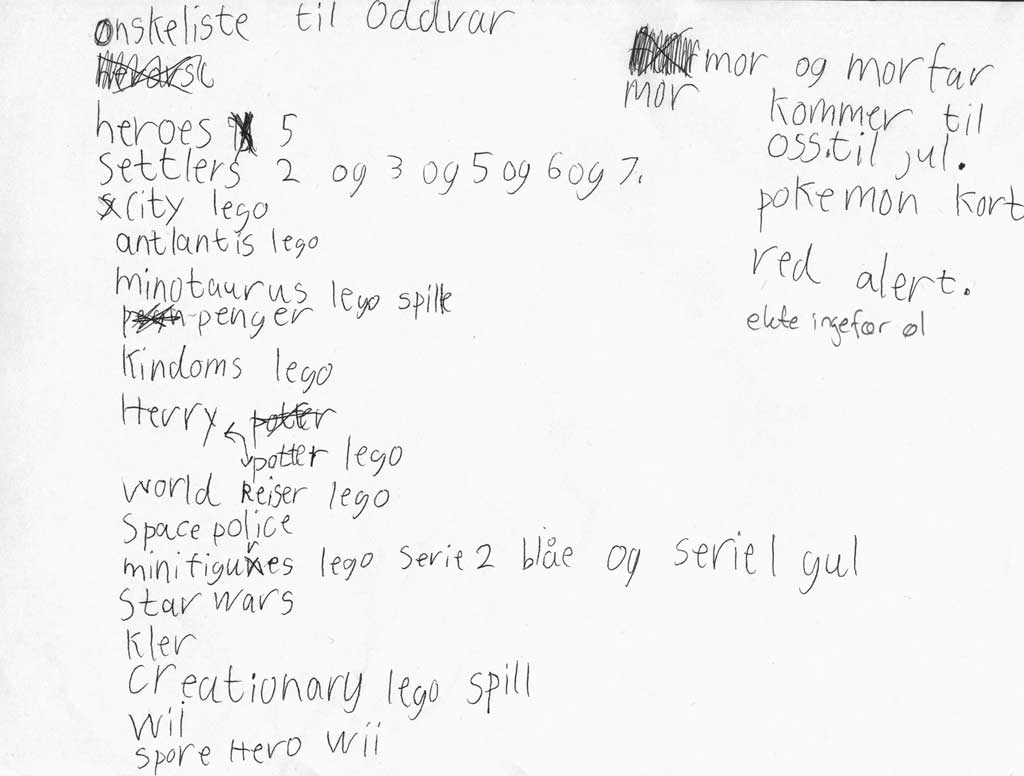 ønskeliste til Oddvar
heroes 5
settlers 2 og 3 og 5 og 6 og 7.
City lego
antlantis lego
minotaurus lego spille
penger
Kindoms lego
Herry potter
potter lego
world Reiser lego
Space police
minifigures lego Serie 2 blåe og serie 1 gul
Star wars
Kler
Creationary lego spill
Wii
spore Hero Wii
mor og morfar
mor
kommer til
oss.til jul.
pokemon kort
red alert.
ekte ingefær øl